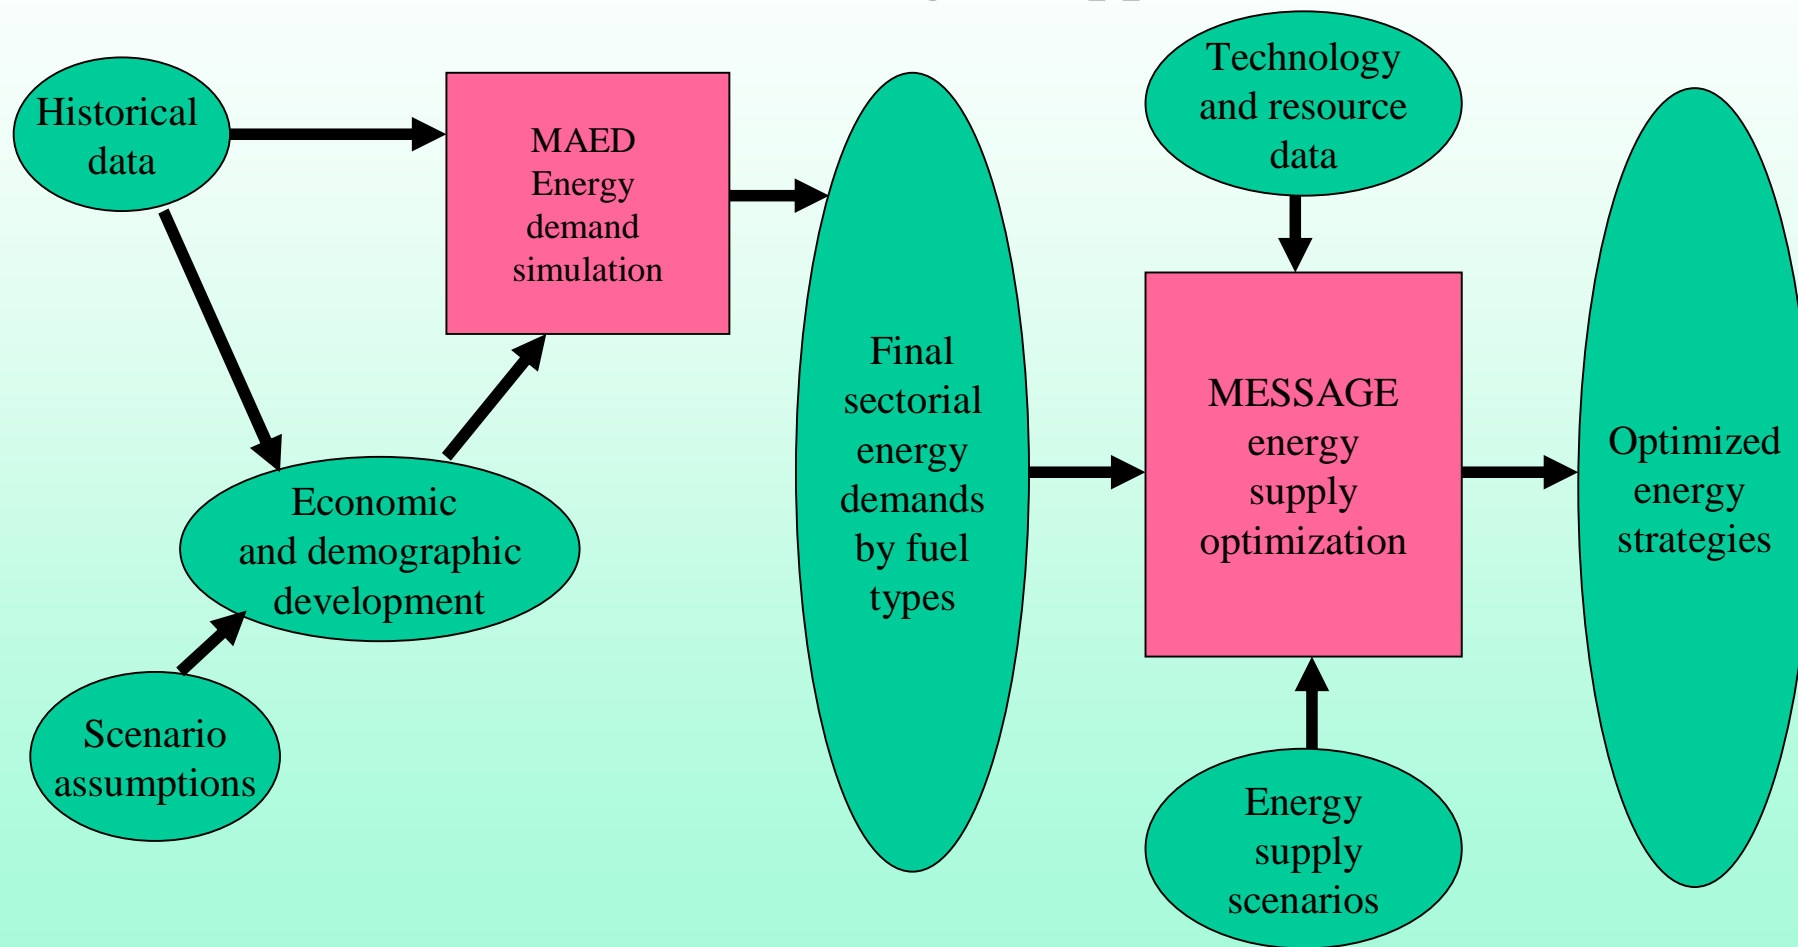 Historical
data
MAED
Energy
demand
simulation
Economic
and demographic
development
Scenario
assumptions
Final
sectorial
energy
demands
by fuel
types
Technology
and resource
data
MESSAGE
energy
supply
optimization
Energy
supply
scenarios
Optimized
energy
strategies